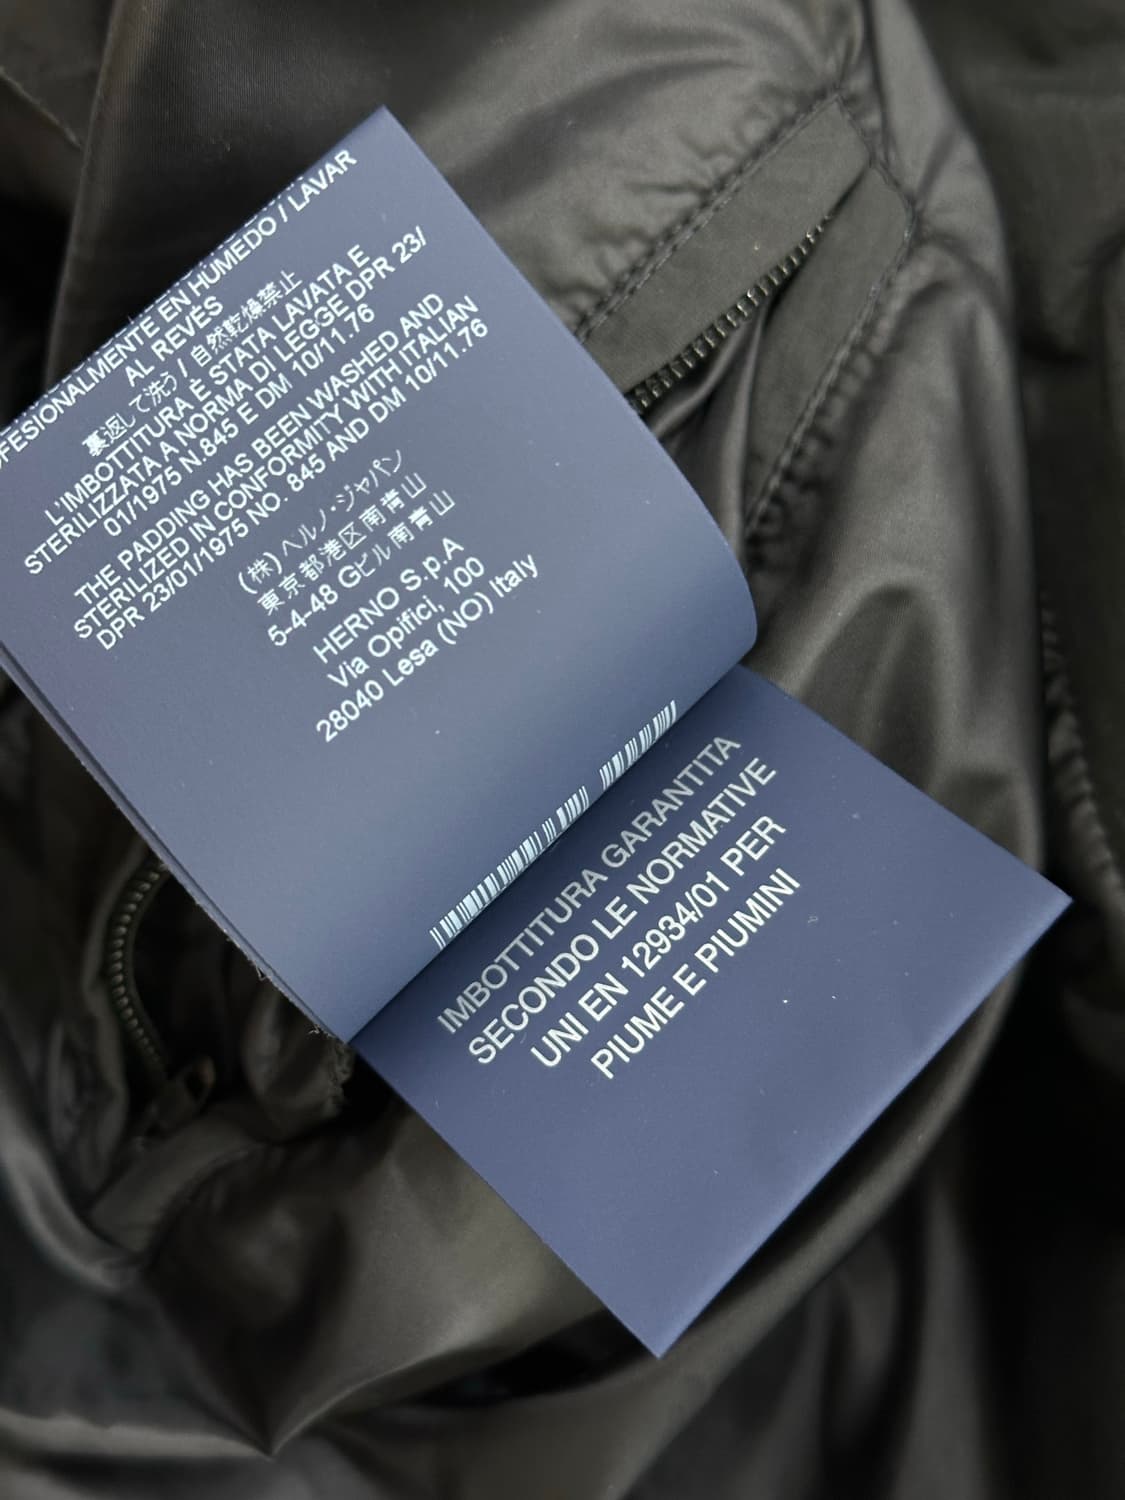 PROFESIONALMENTE EN HÚMEDO / LAVAR
AL REVÉS
裏返して洗う / 自然乾燥禁止
L'IMBOTTITURA È STATA LAVATA E
STERILIZZATA A NORMA DI LEGGE DPR 23/
01/1975 N.845 E DM 10/11.76
THE PADDING HAS BEEN WASHED AND
STERILIZED IN CONFORMITY WITH ITALIAN
DPR 23/01/1975 NO. 845 AND DM 10/11.76
(株) ヘルノ・ジャパン
東京都港区南青山
5-4-48 Gビル南青山
HERNO S.p.A
Via Opifici, 100
28040 Lesa (NO) Italy
IMBOTTITURA GARANTITA
SECONDO LE NORMATIVE
UNI EN 12934/01 PER
PIUME E PIUMINI